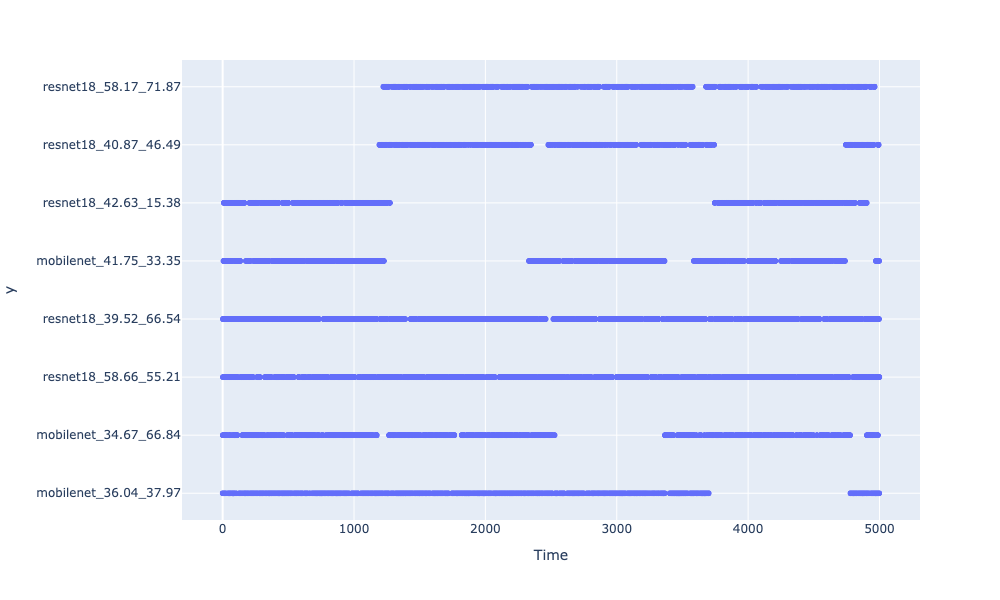 resnet18_58.17_71.87
resnet18_40.87_46.49
resnet18_42.63_15.38
mobilenet_41.75_33.35
resnet18_39.52_66.54
resnet18_58.66_55.21
mobilenet_34.67_66.84
mobilenet_36.04_37.97
y
0 1000 2000 3000 4000 5000
Time